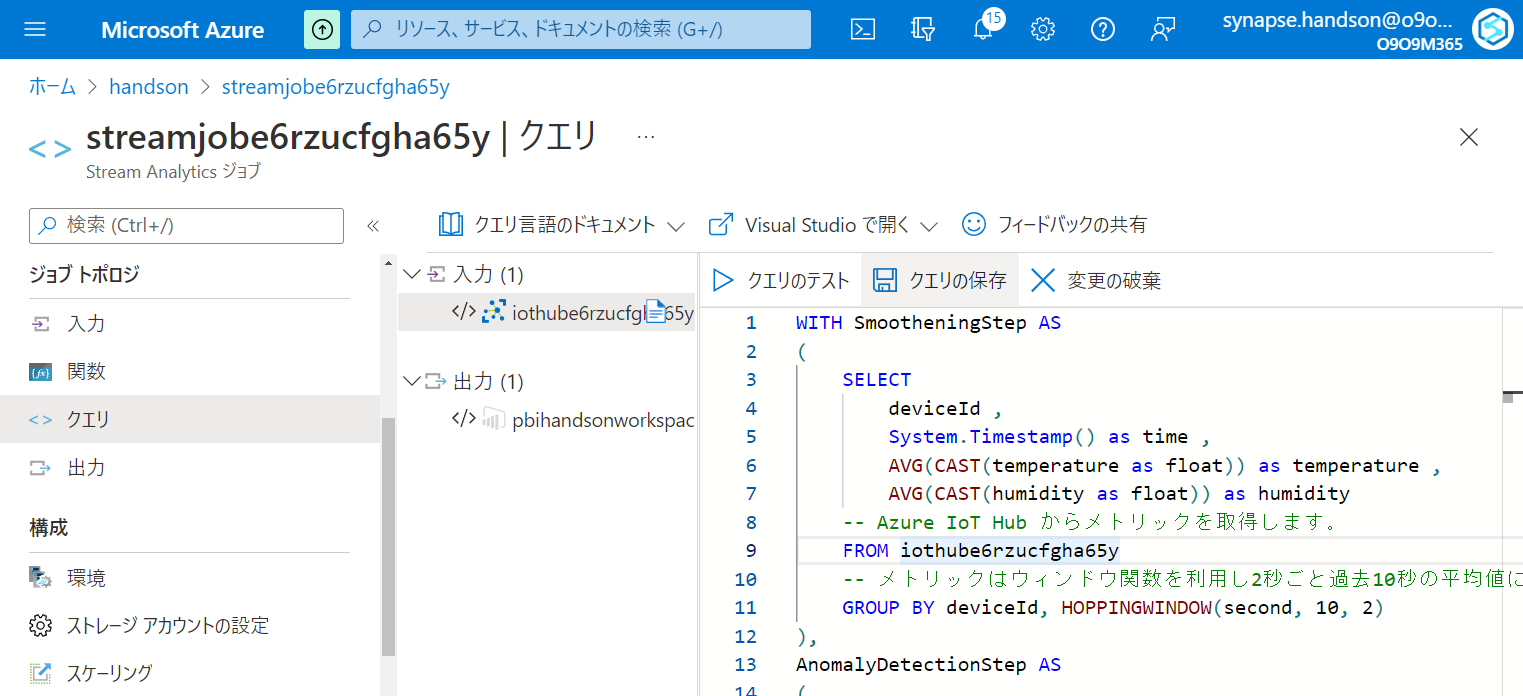 Microsoft Azure
リソース、サービス、ドキュメントの検索 (G+/)
15
synapse.handson@o9o...
O9O9M365
ホーム > handson > streamjobe6rzucfgha65y
streamjobe6rzucfgha65y | クエリ ...
Stream Analytics ジョブ
検索 (Ctrl+/)
«
ジョブ トポロジ
入力
関数
クエリ
出力
構成
環境
ストレージ アカウントの設定
スケーリング
クエリ言語のドキュメント
Visual Studio で開く
フィードバックの共有
入力 (1)
iothube6rzucfg 65y
出力 (1)
pbihandsonworkspac
クエリのテスト
クエリの保存
変更の破棄
1 WITH SmootheningStep AS
2 (
3 SELECT
4 deviceId ,
5 System.Timestamp() as time ,
6 AVG(CAST(temperature as float)) as temperature ,
7 AVG(CAST(humidity as float)) as humidity
8 -- Azure IoT Hub からメトリックを取得します。
9 FROM iothube6rzucfgha65y
10 -- メトリックはウィンドウ関数を利用し2秒ごと過去10秒の平均値に
11 GROUP BY deviceId, HOPPINGWINDOW(second, 10, 2)
12 ),
13 AnomalyDetectionStep AS
14 (